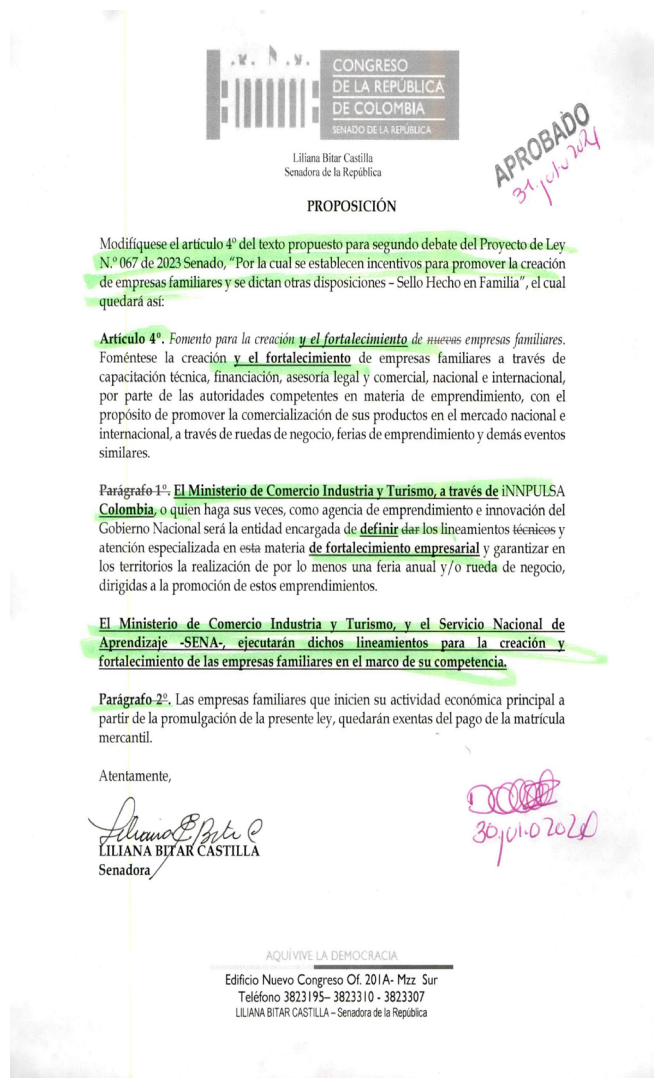 CONGRESO
DE LA REPÚBLICA
DE COLOMBIA
SENADO DE LA REPÚBLICA
APROBADO
31 julio 2024
Liliana Bitar Castilla
Senadora de la República
PROPOSICIÓN
Modifíquese el artículo 4º del texto propuesto para segundo debate del Proyecto de Ley
N.º 067 de 2023 Senado, "Por la cual se establecen incentivos para promover la creación
de empresas familiares y se dictan otras disposiciones – Sello Hecho en Familia", el cual
quedará así:
Artículo 4º. Fomento para la creación y el fortalecimiento de nuevas empresas familiares.
Foméntese la creación y el fortalecimiento de empresas familiares a través de
capacitación técnica, financiación, asesoría legal y comercial, nacional e internacional,
por parte de las autoridades competentes en materia de emprendimiento, con el
propósito de promover la comercialización de sus productos en el mercado nacional e
internacional, a través de ruedas de negocio, ferias de emprendimiento y demás eventos
similares.
Parágrafo 1º. El Ministerio de Comercio Industria y Turismo, a través de iNNPULSA
Colombia, o quien haga sus veces, como agencia de emprendimiento e innovación del
Gobierno Nacional será la entidad encargada de definir dar los lineamientos técnicos y
atención especializada en esta materia de fortalecimiento empresarial y garantizar en
los territorios la realización de por lo menos una feria anual y/o rueda de negocio,
dirigidas a la promoción de estos emprendimientos.
El Ministerio de Comercio Industria y Turismo, y el Servicio Nacional de
Aprendizaje -SENA-, ejecutarán dichos lineamientos para la creación y
fortalecimiento de las empresas familiares en el marco de su competencia.
Parágrafo 2º. Las empresas familiares que inicien su actividad económica principal a
partir de la promulgación de la presente ley, quedarán exentas del pago de la matrícula
mercantil.
Atentamente,
LILIANA BITAR CASTILLA
Senadora
30 julio 2024
AQUÍ VIVE LA DEMOCRACIA
Edificio Nuevo Congreso Of. 201A- Mzz Sur
Teléfono 3823195– 3823310 - 3823307
LILIANA BITAR CASTILLA – Senadora de la República